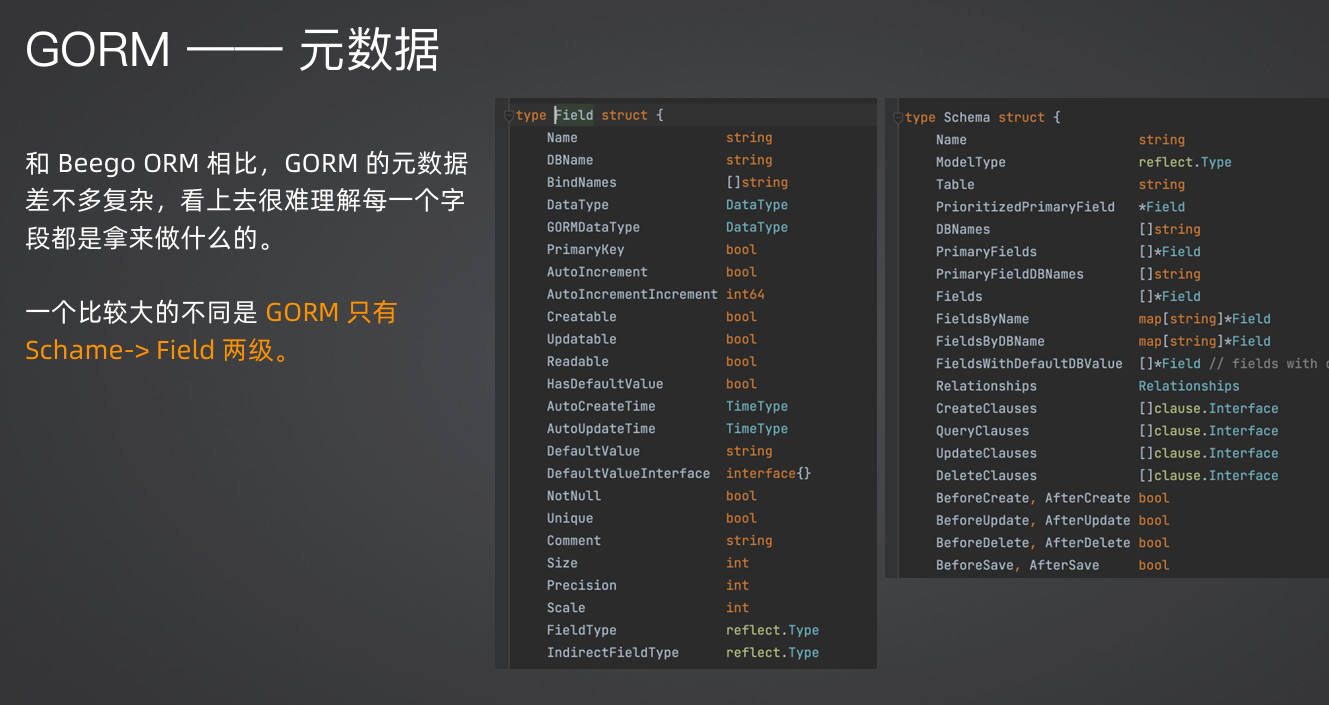 GORM —— 元数据
和 Beego ORM 相比，GORM 的元数据
差不多复杂，看上去很难理解每一个字
段都是拿来做什么的。
一个比较大的不同是 GORM 只有
Schame-> Field 两级。
type Field struct {
Name string
DBName string
BindNames []string
DataType DataType
GORMDataType DataType
PrimaryKey bool
AutoIncrement bool
AutoIncrementIncrement int64
Creatable bool
Updatable bool
Readable bool
HasDefaultValue bool
AutoCreateTime TimeType
AutoUpdateTime TimeType
DefaultValue string
DefaultValueInterface interface{}
NotNull bool
Unique bool
Comment string
Size int
Precision int
Scale int
FieldType reflect.Type
IndirectFieldType reflect.Type
type Schema struct {
Name string
ModelType reflect.Type
Table string
PrioritizedPrimaryField *Field
DBNames []string
PrimaryFields []*Field
PrimaryFieldDBNames []string
Fields []*Field
FieldsByName map[string]*Field
FieldsByDBName map[string]*Field
FieldsWithDefaultDBValue []*Field // fields with
Relationships Relationships
CreateClauses []clause.Interface
QueryClauses []clause.Interface
UpdateClauses []clause.Interface
DeleteClauses []clause.Interface
BeforeCreate, AfterCreate bool
BeforeUpdate, AfterUpdate bool
BeforeDelete, AfterDelete bool
BeforeSave, AfterSave bool